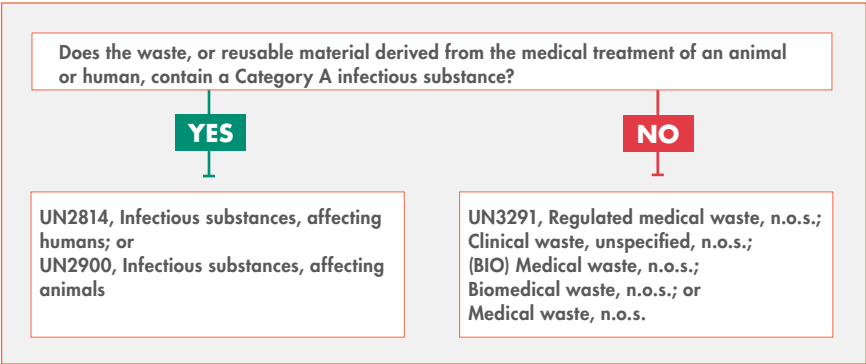 Does the waste, or reusable material derived from the medical treatment of an animal
or human, contain a Category A infectious substance?
YES
NO
UN2814, Infectious substances, affecting
humans; or
UN2900, Infectious substances, affecting
animals
UN3291, Regulated medical waste, n.o.s.;
Clinical waste, unspecified, n.o.s.;
(BIO) Medical waste, n.o.s.;
Biomedical waste, n.o.s.; or
Medical waste, n.o.s.